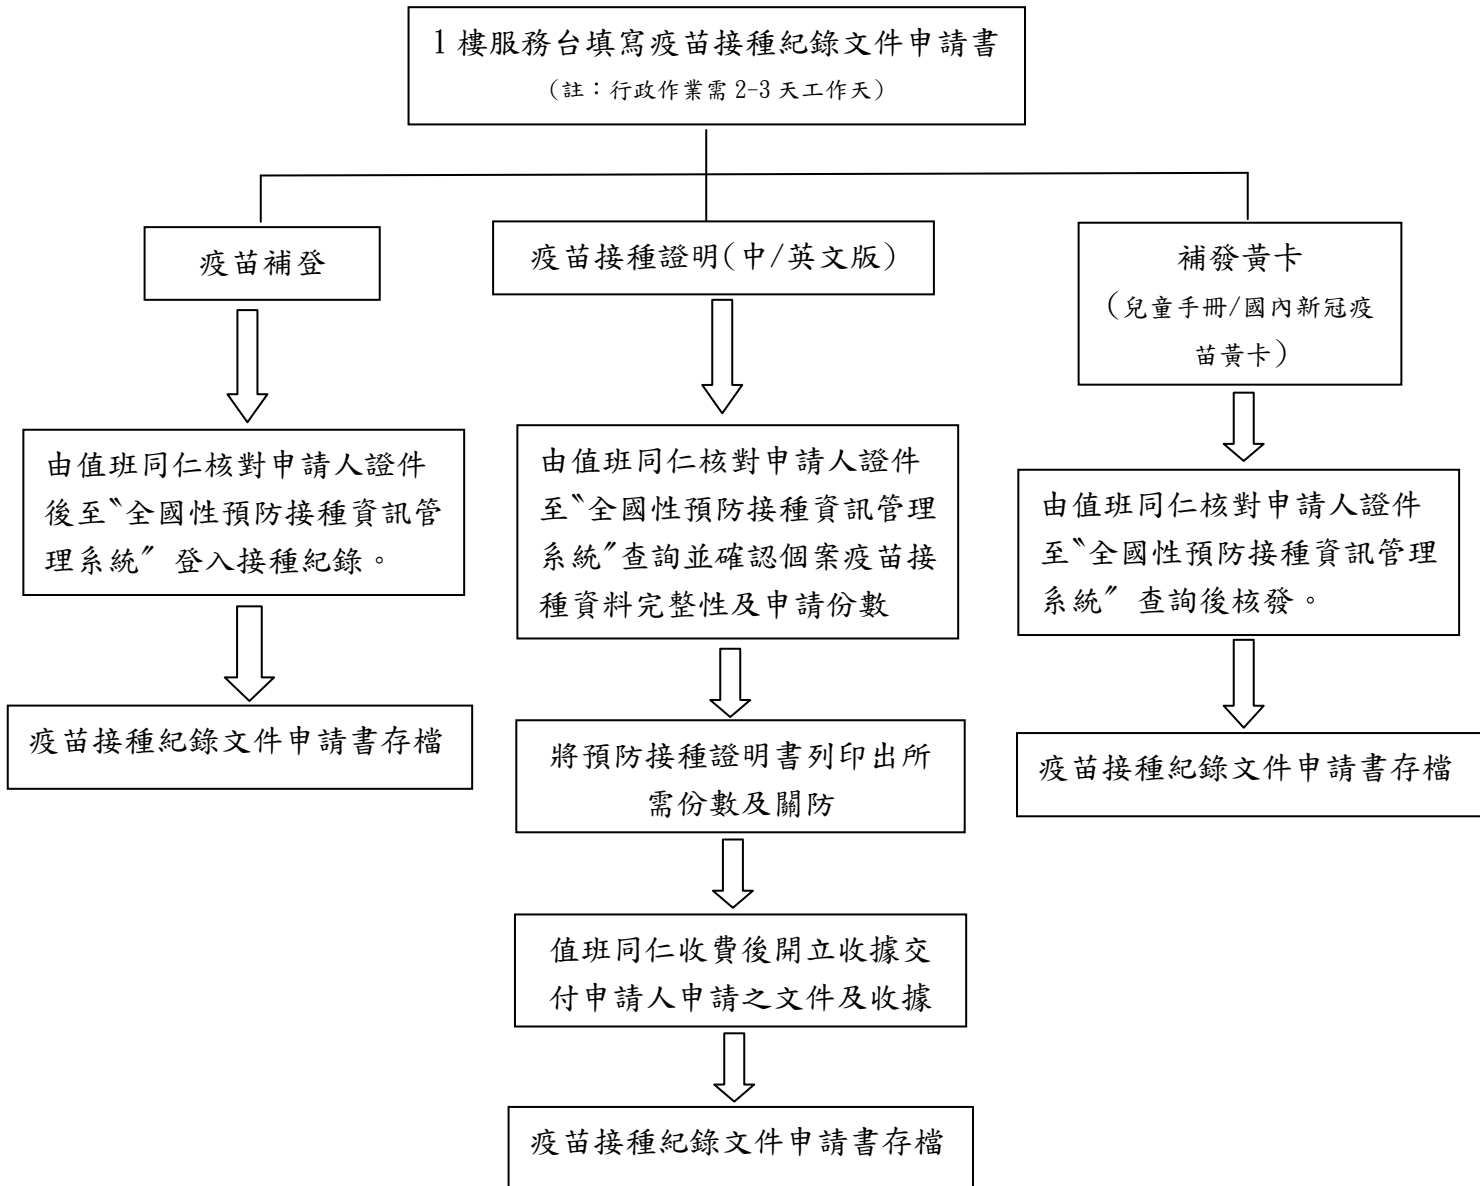 1 樓服務台填寫疫苗接種紀錄文件申請書
(註：行政作業需 2-3 天工作天)
疫苗補登
疫苗接種證明(中/英文版)
補發黃卡
(兒童手冊/國內新冠疫
苗黃卡)
由值班同仁核對申請人證件
後至〝全國性預防接種資訊管
理系統〞登入接種紀錄。
由值班同仁核對申請人證件
至〝全國性預防接種資訊管理
系統〞查詢並確認個案疫苗接
種資料完整性及申請份數
由值班同仁核對申請人證件
至〝全國性預防接種資訊管理
系統〞查詢後核發。
疫苗接種紀錄文件申請書存檔
將預防接種證明書列印出所
需份數及關防
疫苗接種紀錄文件申請書存檔
值班同仁收費後開立收據交
付申請人申請之文件及收據
疫苗接種紀錄文件申請書存檔